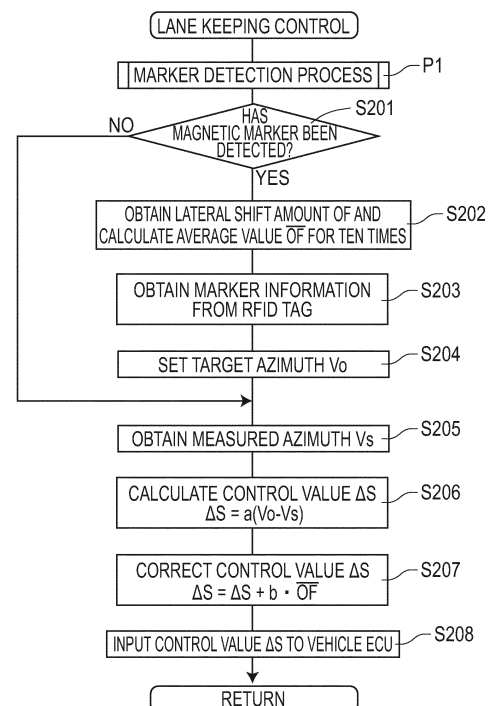 LANE KEEPING CONTROL
MARKER DETECTION PROCESS
P1
S201
HAS
MAGNETIC MARKER BEEN
DETECTED?
NO
YES
OBTAIN LATERAL SHIFT AMOUNT OF AND
CALCULATE AVERAGE VALUE O̅F̅ FOR TEN TIMES
S202
OBTAIN MARKER INFORMATION
FROM RFID TAG
S203
SET TARGET AZIMUTH Vo
S204
OBTAIN MEASURED AZIMUTH Vs
S205
CALCULATE CONTROL VALUE ΔS
ΔS = a(Vo-Vs)
S206
CORRECT CONTROL VALUE ΔS
ΔS = ΔS + b · O̅F̅
S207
INPUT CONTROL VALUE ΔS TO VEHICLE ECU
S208
RETURN